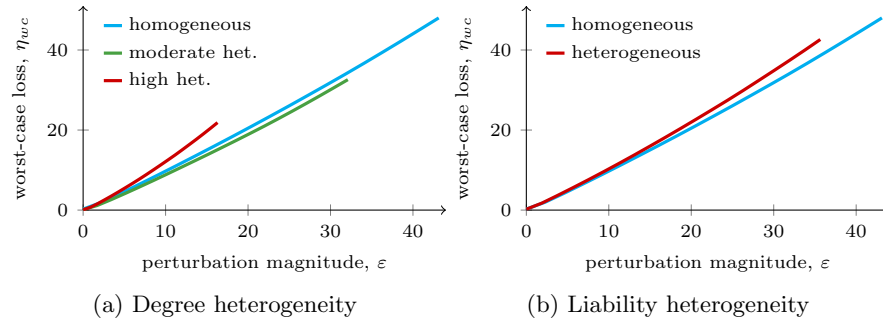 worst-case loss, η_wc
homogeneous
moderate het.
high het.
40
20
0
0 10 20 30 40
perturbation magnitude, ε
(a) Degree heterogeneity
worst-case loss, η_wc
homogeneous
heterogeneous
40
20
0
0 10 20 30 40
perturbation magnitude, ε
(b) Liability heterogeneity